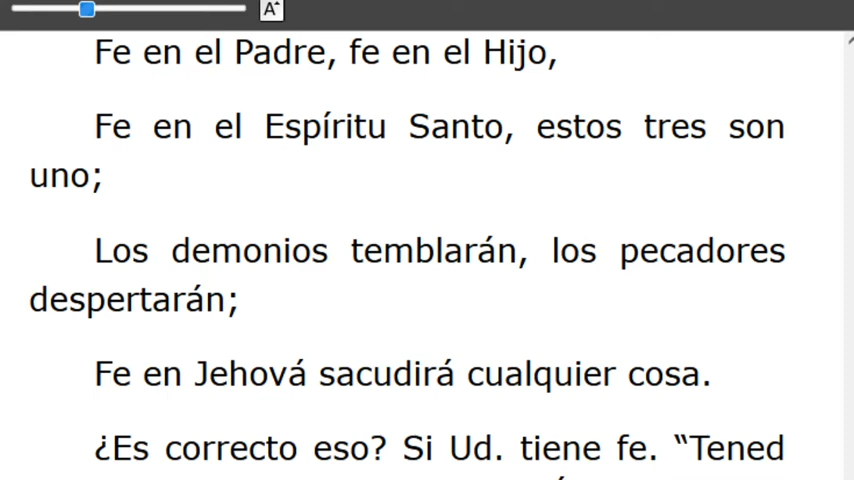 A
Fe en el Padre, fe en el Hijo,
Fe en el Espíritu Santo, estos tres son
uno;
Los demonios temblarán, los pecadores
despertarán;
Fe en Jehová sacudirá cualquier cosa.
¿Es correcto eso? Si Ud. tiene fe. “Tened